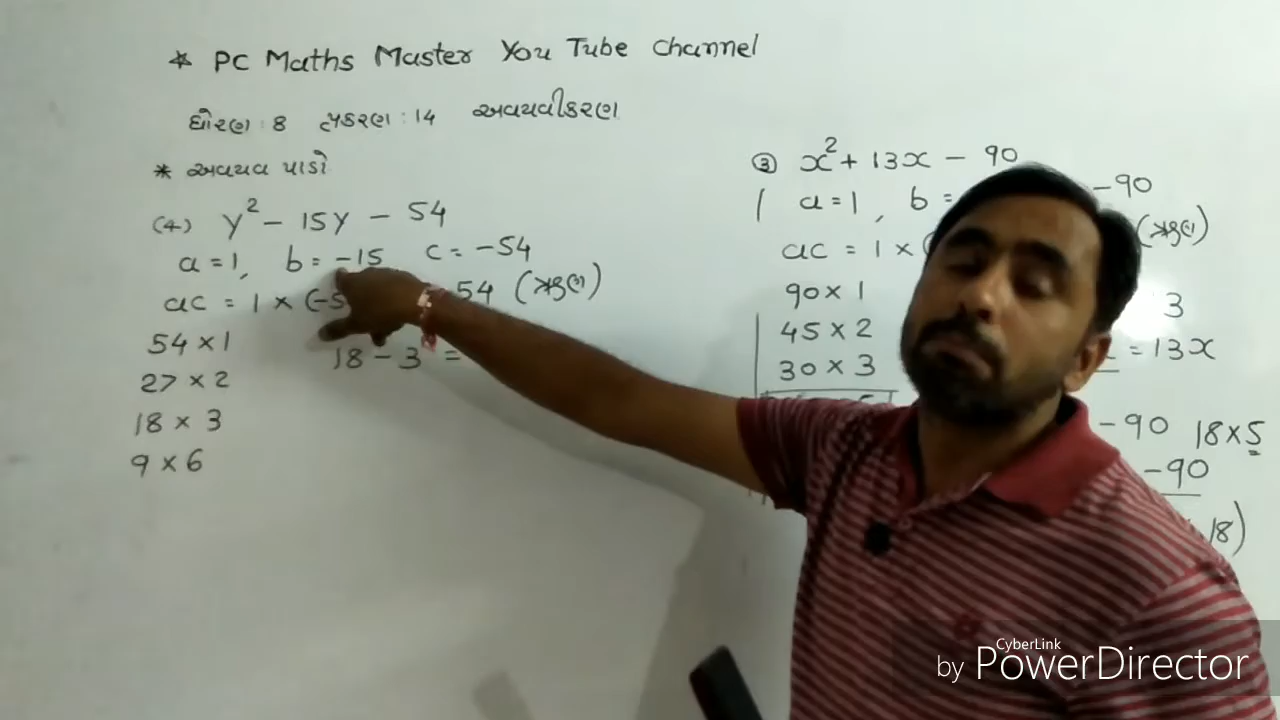 * PC Maths Master You Tube Channel
ધોરણ : 8 પ્રકરણ : 14 અવયવીકરણ
* અવયવ પાડો
(4.) y² - 15y - 54
a = 1, b = -15 c = -54
ac = 1 × (-5 54 (ઋણ)
54 × 1
27 × 2
18 × 3
9 × 6
18 - 3 =
③ x² + 13x - 90
a = 1, b = -90
ac = 1 × ( (ઋણ)
90 × 1
45 × 2
30 × 3
3
= 13x
-90 18 × 5
-90
18)
CyberLink
by PowerDirector